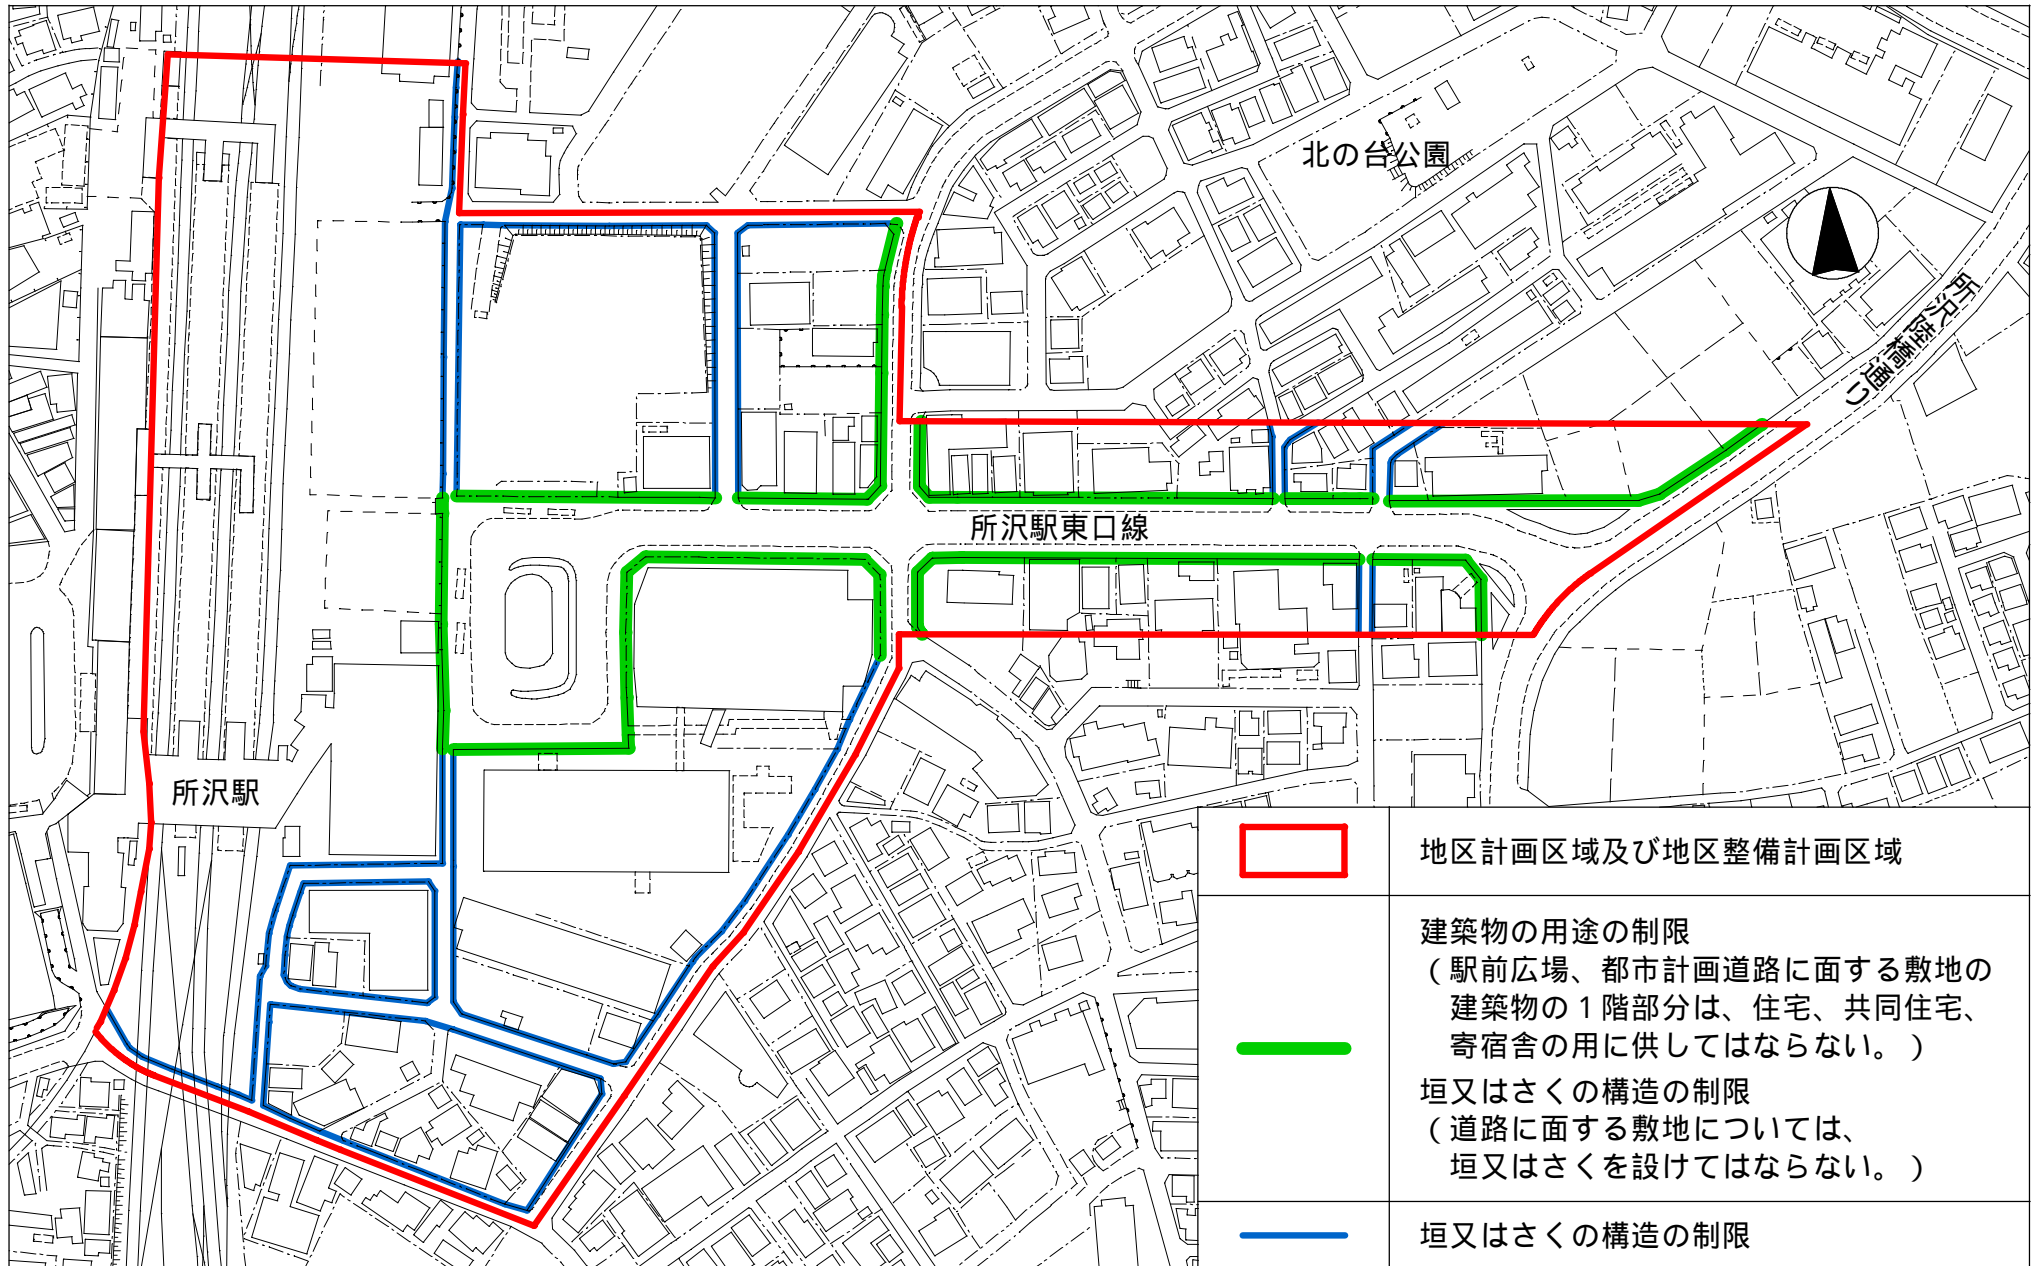 北の台公園
所沢陸橋通り
所沢駅東口線
所沢駅
地区計画区域及び地区整備計画区域
建築物の用途の制限
（駅前広場、都市計画道路に面する敷地の
建築物の１階部分は、住宅、共同住宅、
寄宿舎の用に供してはならない。）
垣又はさくの構造の制限
（道路に面する敷地については、
垣又はさくを設けてはならない。）
垣又はさくの構造の制限